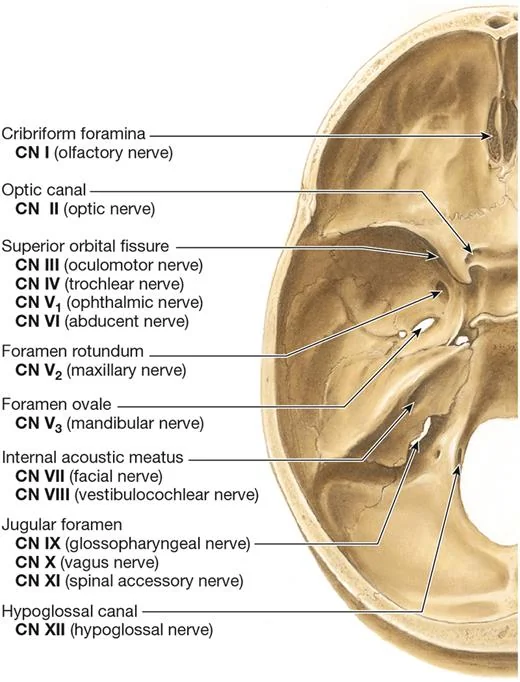 Cribriform foramina
CN I (olfactory nerve)
Optic canal
CN II (optic nerve)
Superior orbital fissure
CN III (oculomotor nerve)
CN IV (trochlear nerve)
CN V₁ (ophthalmic nerve)
CN VI (abducent nerve)
Foramen rotundum
CN V₂ (maxillary nerve)
Foramen ovale
CN V₃ (mandibular nerve)
Internal acoustic meatus
CN VII (facial nerve)
CN VIII (vestibulocochlear nerve)
Jugular foramen
CN IX (glossopharyngeal nerve)
CN X (vagus nerve)
CN XI (spinal accessory nerve)
Hypoglossal canal
CN XII (hypoglossal nerve)